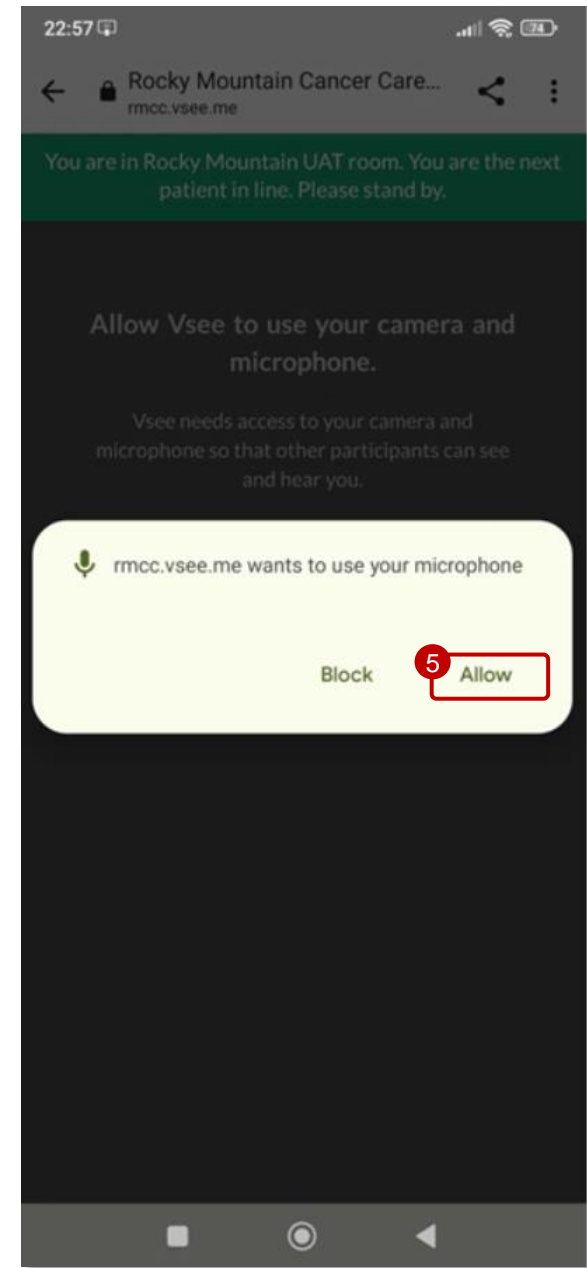 22:57
74
Rocky Mountain Cancer Care...
rmcc.vsee.me
You are in Rocky Mountain UAT room. You are the next
patient in line. Please stand by.
Allow Vsee to use your camera and
microphone.
Vsee needs access to your camera and
microphone so that other participants can see
and hear you.
rmcc.vsee.me wants to use your microphone
Block
5
Allow